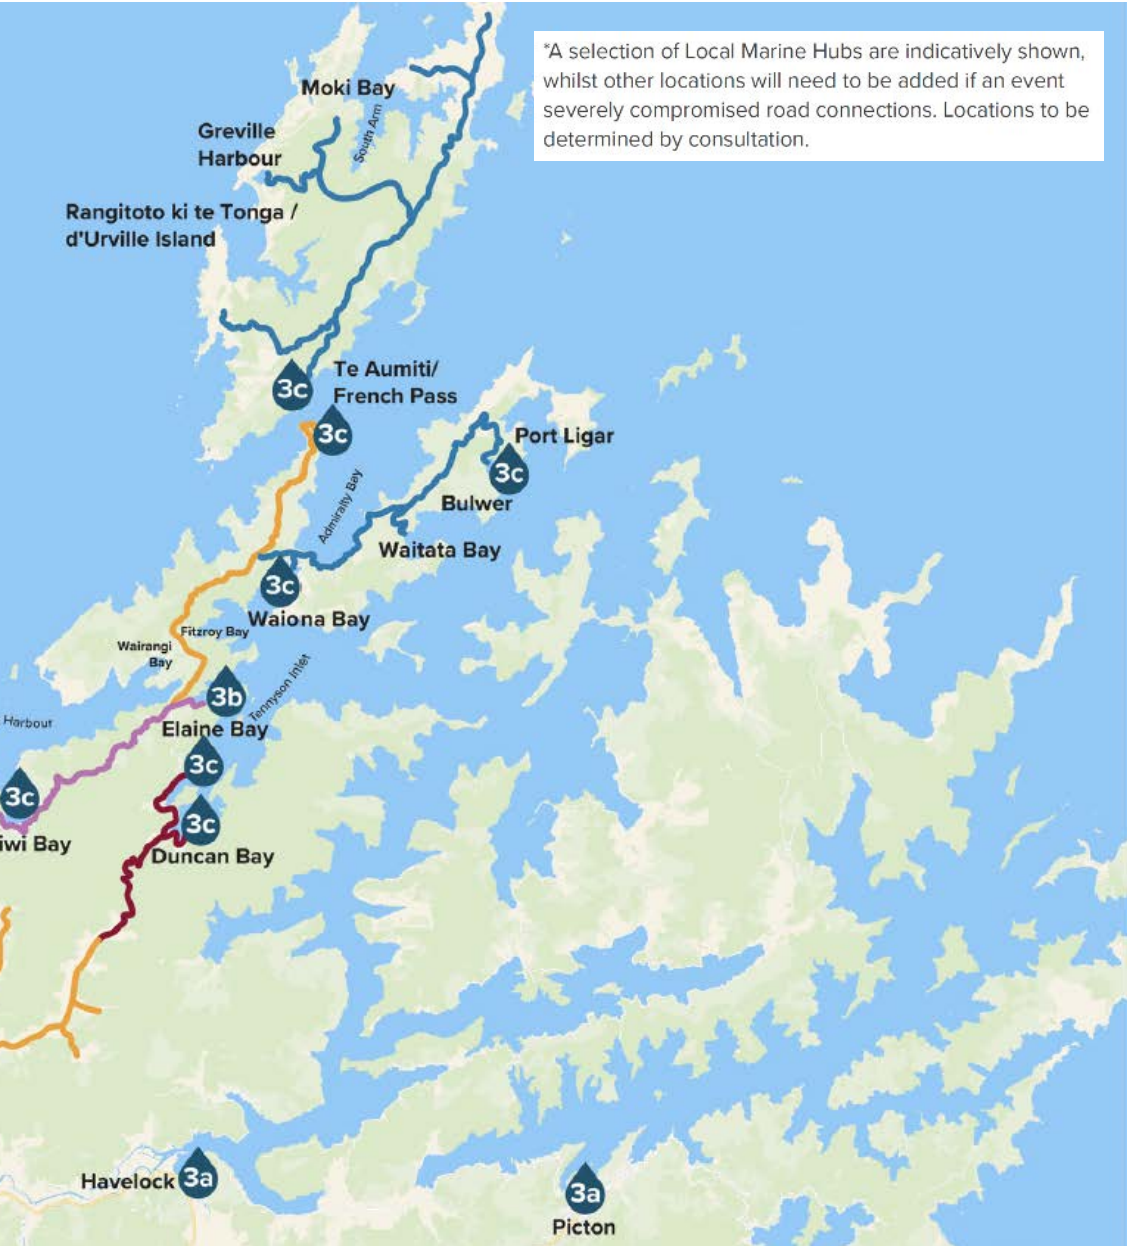 *A selection of Local Marine Hubs are indicatively shown,
whilst other locations will need to be added if an event
severely compromised road connections. Locations to be
determined by consultation.
Moki Bay
South Arm
Greville
Harbour
Rangitoto ki te Tonga /
d'Urville Island
Te Aumiti/
French Pass
3c
3c
Port Ligar
3c
Admiralty Bay
Bulwer
Waitata Bay
3c
Waiona Bay
Fitzroy Bay
Wairangi
Bay
Tennyson Inlet
3b
Harbout
Elaine Bay
3c
3c
3c
iwi Bay
Duncan Bay
Havelock
3a
3a
Picton